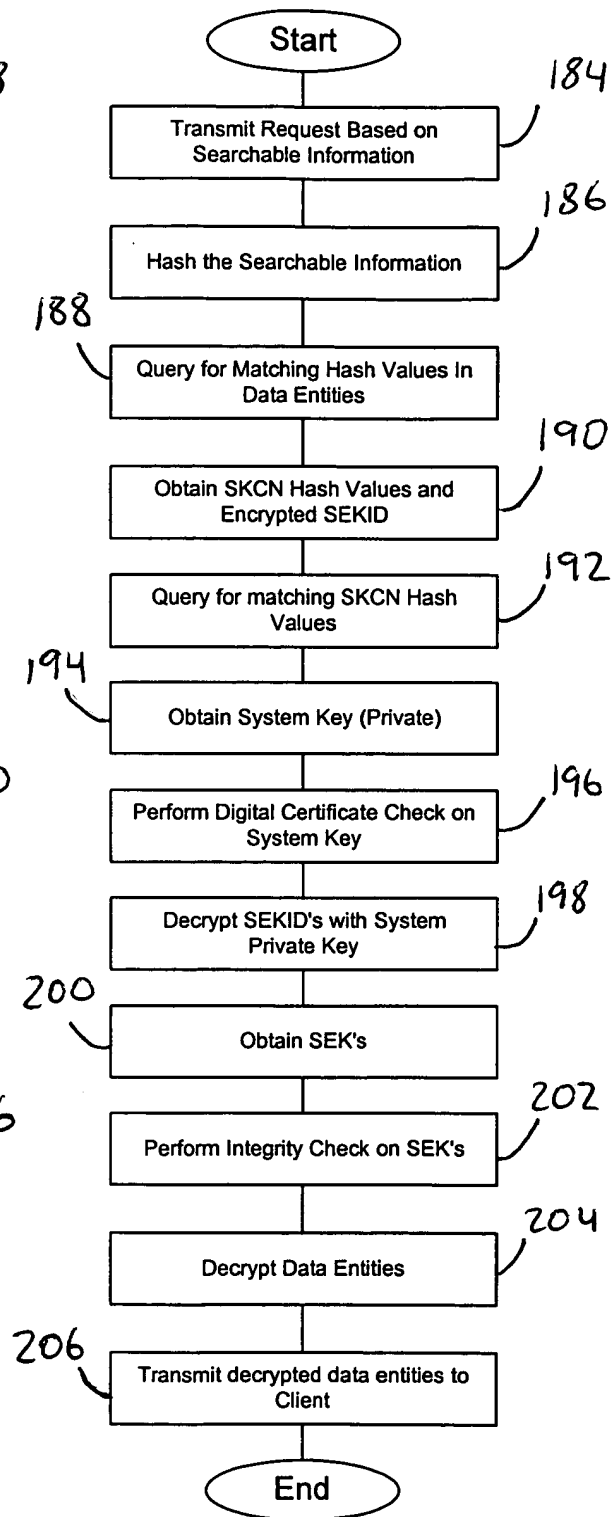 Start
8
184
Transmit Request Based on
Searchable Information
186
Hash the Searchable Information
188
Query for Matching Hash Values In
Data Entities
190
Obtain SKCN Hash Values and
Encrypted SEKID
192
Query for matching SKCN Hash
Values
194
Obtain System Key (Private)
196
Perform Digital Certificate Check on
System Key
198
Decrypt SEKID's with System
Private Key
200
Obtain SEK's
202
Perform Integrity Check on SEK's
204
Decrypt Data Entities
206
Transmit decrypted data entities to
Client
End